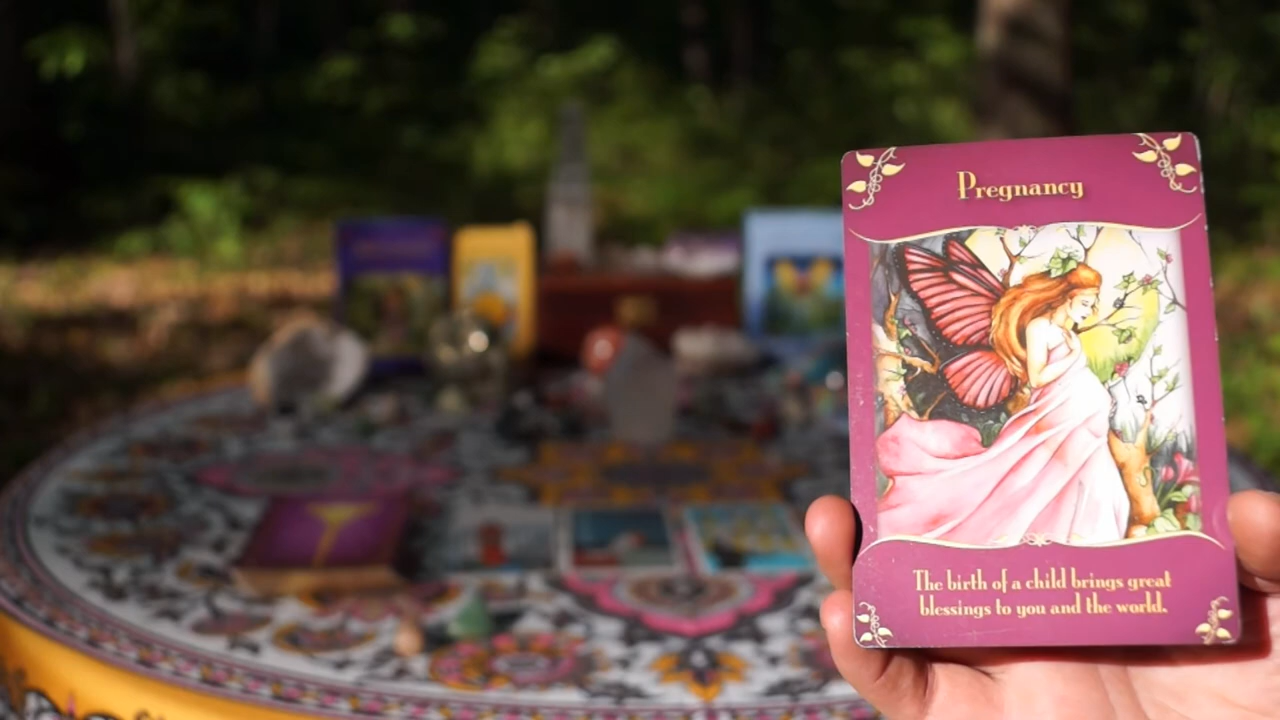 Pregnancy
The birth of a child brings great
blessings to you and the world.